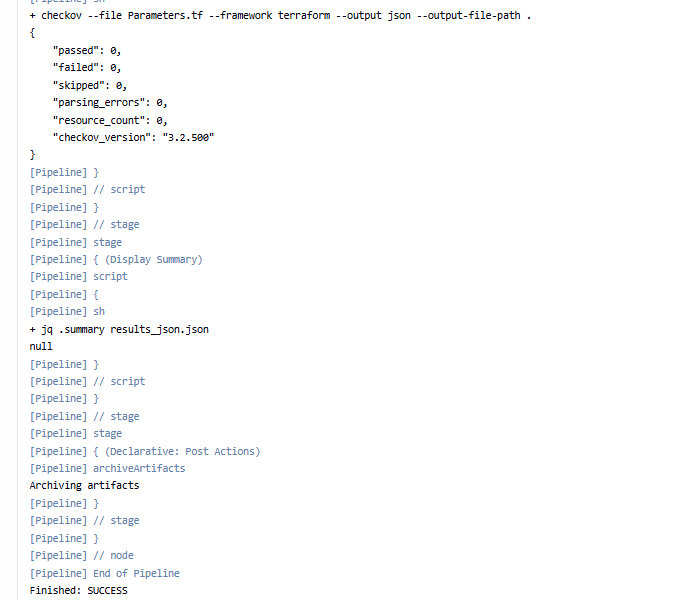 [Pipeline] sh
+ checkov --file Parameters.tf --framework terraform --output json --output-file-path .
{
    "passed": 0,
    "failed": 0,
    "skipped": 0,
    "parsing_errors": 0,
    "resource_count": 0,
    "checkov_version": "3.2.500"
}
[Pipeline] }
[Pipeline] // script
[Pipeline] }
[Pipeline] // stage
[Pipeline] stage
[Pipeline] { (Display Summary)
[Pipeline] script
[Pipeline] {
[Pipeline] sh
+ jq .summary results_json.json
null
[Pipeline] }
[Pipeline] // script
[Pipeline] }
[Pipeline] // stage
[Pipeline] stage
[Pipeline] { (Declarative: Post Actions)
[Pipeline] archiveArtifacts
Archiving artifacts
[Pipeline] }
[Pipeline] // stage
[Pipeline] }
[Pipeline] // node
[Pipeline] End of Pipeline
Finished: SUCCESS